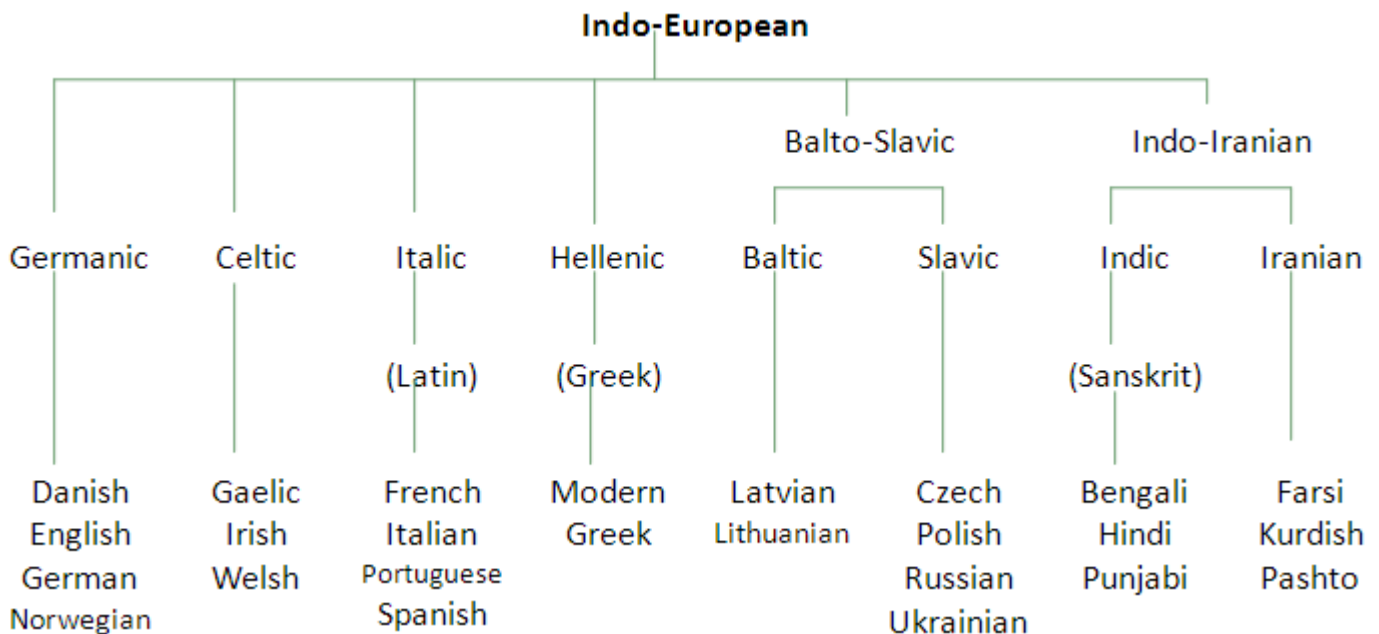 Indo-European
Balto-Slavic Indo-Iranian
Germanic Celtic Italic Hellenic Baltic Slavic Indic Iranian
(Latin) (Greek) (Sanskrit)
Danish Gaelic French Modern Latvian Czech Bengali Farsi
English Irish Italian Greek Lithuanian Polish Hindi Kurdish
German Welsh Portuguese Russian Punjabi Pashto
Norwegian Spanish Ukrainian